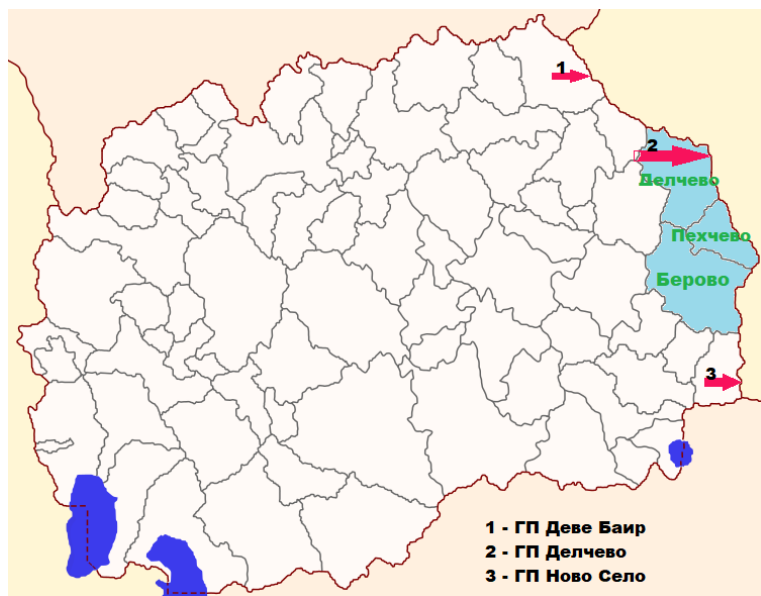 1
2
Делчево
Пехчево
Берово
3
1 - ГП Деве Баир
2 - ГП Делчево
3 - ГП Ново Село